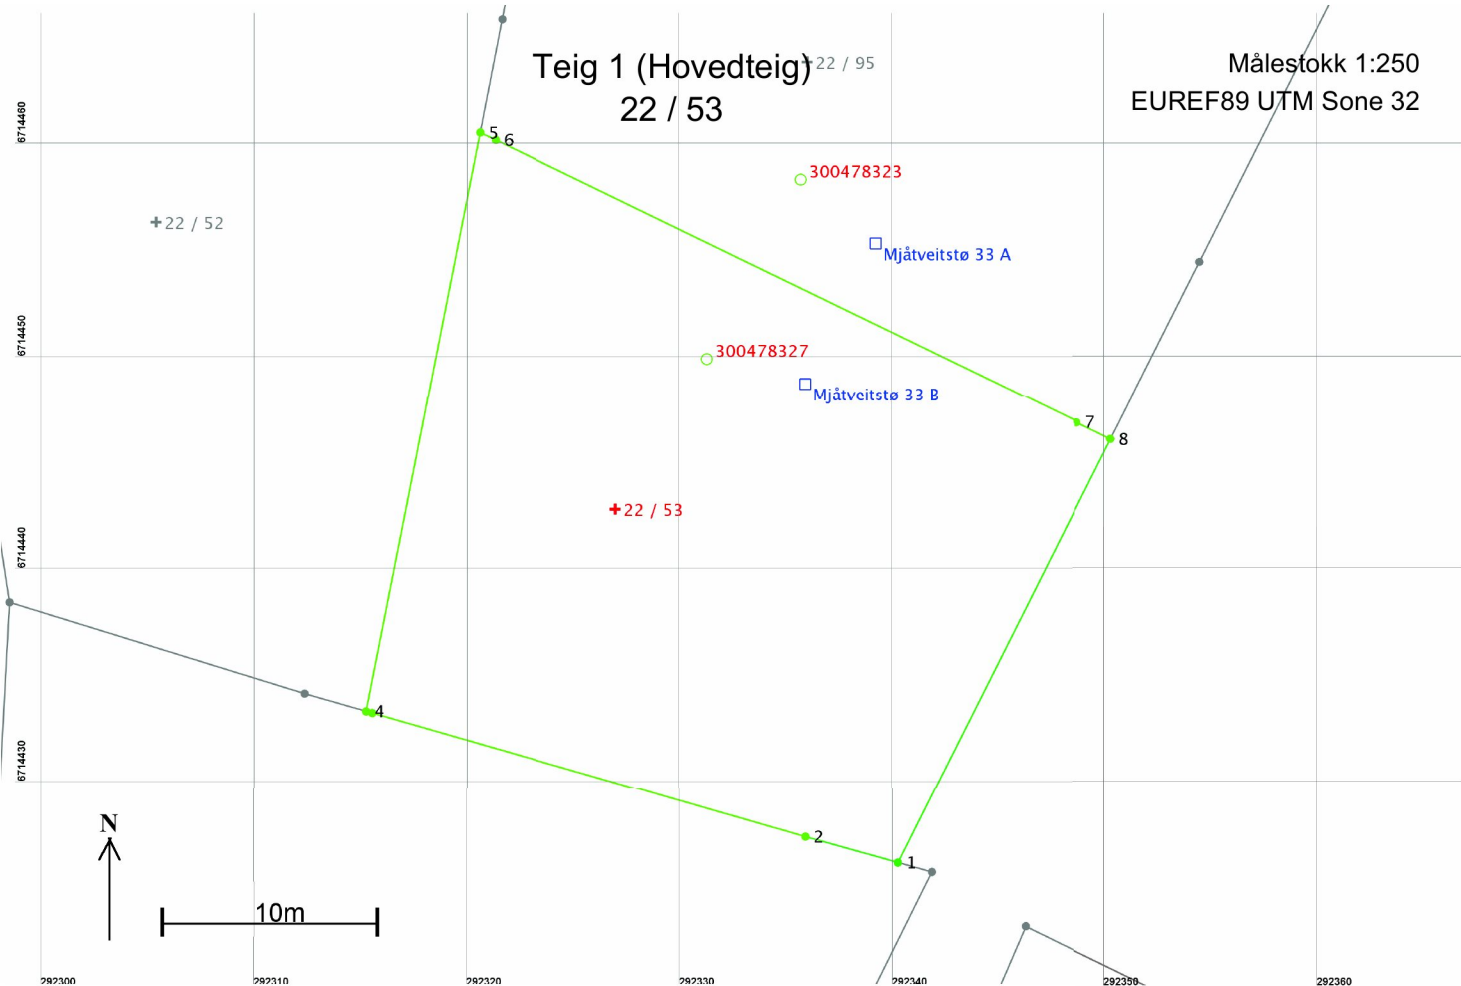 Teig 1 (Hovedteig)
22 / 53
22 / 95
Målestokk 1:250
EUREF89 UTM Sone 32
6714460
5
6
300478323
22 / 52
Mjåtveitstø 33 A
6714450
300478327
Mjåtveitstø 33 B
7
8
22 / 53
6714440
4
6714430
2
1
N
10m
292300
292310
292320
292330
292340
292350
292360